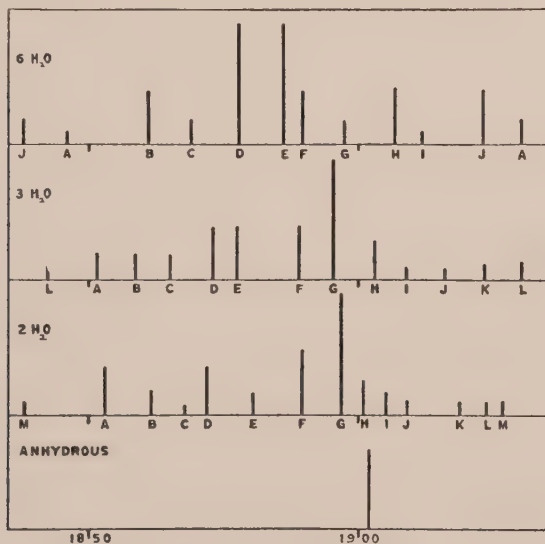 6 H2O
J A B C D E F G H I J A
3 H2O
L A B C D E F G H I J K L
2 H2O
M A B C D E F G H I J K L M
ANHYDROUS
18'50 19'00